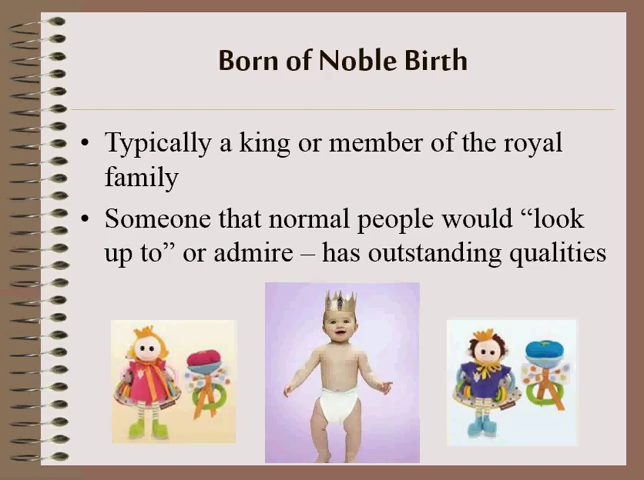 Born of Noble Birth
• Typically a king or member of the royal
family
• Someone that normal people would “look
up to” or admire – has outstanding qualities